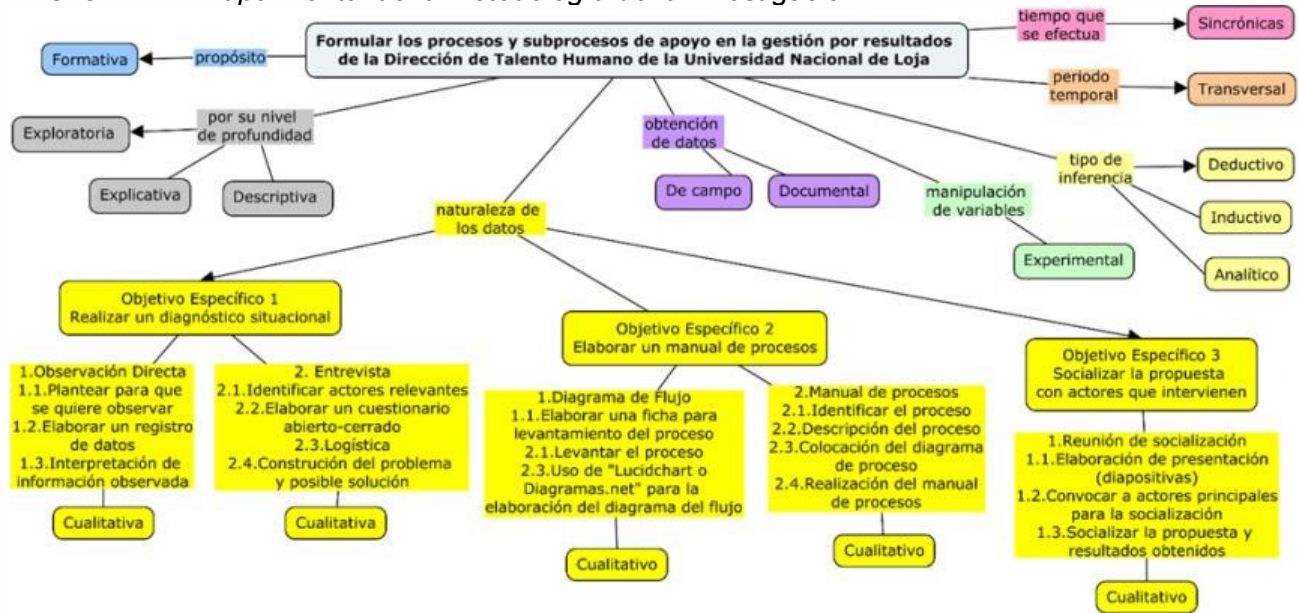 tiempo que
se efectua
Sincrónicas
Formular los procesos y subprocesos de apoyo en la gestión por resultados
de la Dirección de Talento Humano de la Universidad Nacional de Loja
propósito
Formativa
periodo
temporal
Transversal
por su nivel
de profundidad
Exploratoria
Explicativa
Descriptiva
obtención
de datos
De campo
Documental
tipo de
inferencia
Deductivo
Inductivo
Analítico
manipulación
de variables
Experimental
naturaleza de
los datos
Objetivo Específico 1
Realizar un diagnóstico situacional
1.Observación Directa
1.1.Plantear para que
se quiere observar
1.2.Elaborar un registro
de datos
1.3.Interpretación de
información observada
Cualitativa
2. Entrevista
2.1.Identificar actores relevantes
2.2.Elaborar un cuestionario
abierto-cerrado
2.3.Logística
2.4.Construción del problema
y posible solución
Cualitativa
Objetivo Específico 2
Elaborar un manual de procesos
1.Diagrama de Flujo
1.1.Elaborar una ficha para
levantamiento del proceso
2.1.Levantar el proceso
2.3.Uso de "Lucidchart o
Diagramas.net" para la
elaboración del diagrama del flujo
Cualitativo
2.Manual de procesos
2.1.Identificar el proceso
2.2.Descripción del proceso
2.3.Colocación del diagrama
de proceso
2.4.Realización del manual
de procesos
Cualitativo
Objetivo Específico 3
Socializar la propuesta
con actores que intervienen
1.Reunión de socialización
1.1.Elaboración de presentación
(diapositivas)
1.2.Convocar a actores principales
para la socialización
1.3.Socializar la propuesta y
resultados obtenidos
Cualitativo